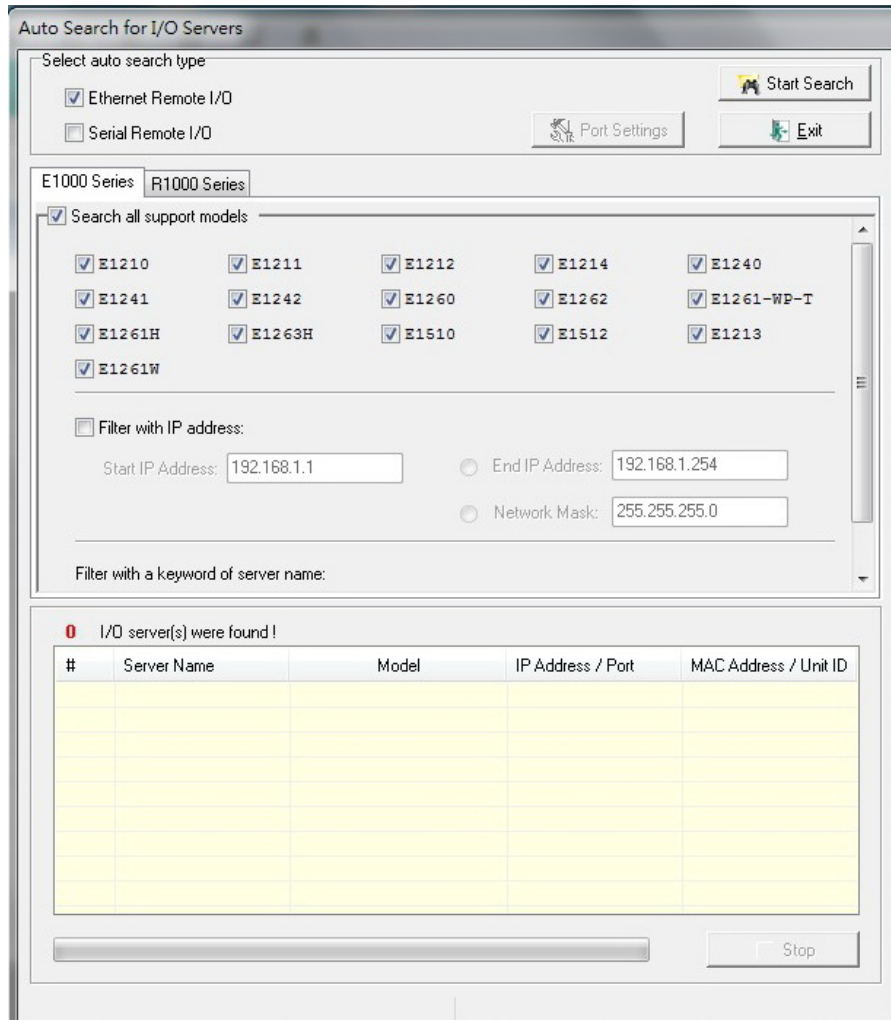 Auto Search for I/O Servers
Select auto search type
Ethernet Remote I/O
Start Search
Serial Remote I/O
Port Settings
Exit
E1000 Series R1000 Series
Search all support models
E1210 E1211 E1212 E1214 E1240
E1241 E1242 E1260 E1262 E1261-WP-T
E1261H E1263H E1510 E1512 E1213
E1261W
Filter with IP address:
Start IP Address: 192.168.1.1 End IP Address: 192.168.1.254
Network Mask: 255.255.255.0
Filter with a keyword of server name:
0 I/O server(s) were found !
# Server Name Model IP Address / Port MAC Address / Unit ID
Stop